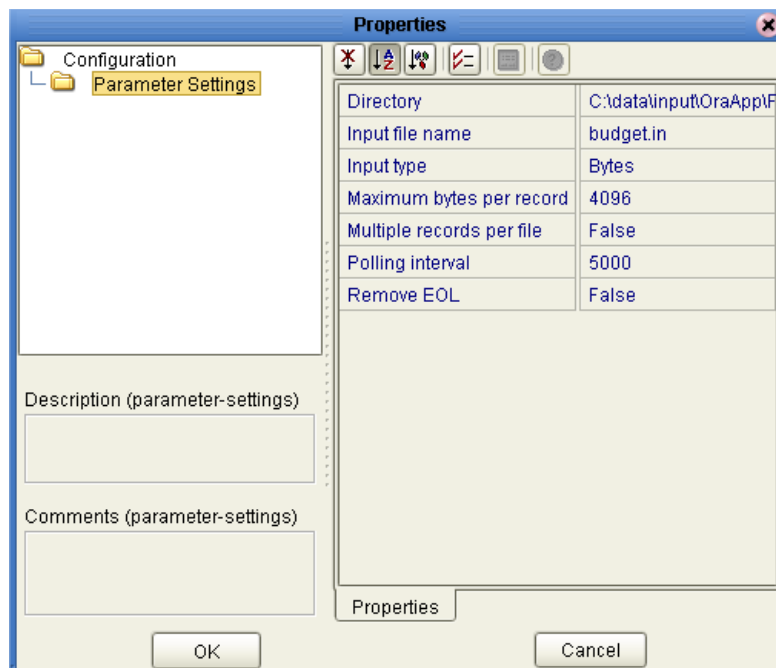 Properties
Configuration
Parameter Settings
Directory C:\data\input\OraApp\F
Input file name budget.in
Input type Bytes
Maximum bytes per record 4096
Multiple records per file False
Polling interval 5000
Remove EOL False
Description (parameter-settings)
Comments (parameter-settings)
Properties
OK Cancel